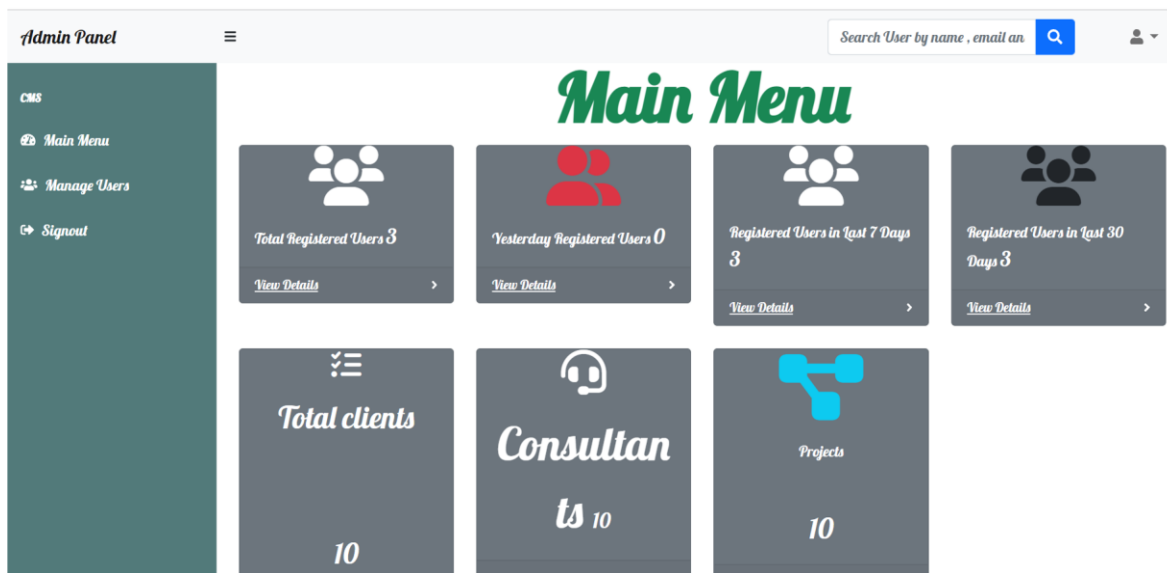 Admin Panel
Search User by name , email an
CMS
Main Menu
Manage Users
Signout
Main Menu
Total Registered Users 3
View Details
Yesterday Registered Users 0
View Details
Registered Users in Last 7 Days
3
View Details
Registered Users in Last 30
Days 3
View Details
Total clients
10
Consultan
ts 10
Projects
10